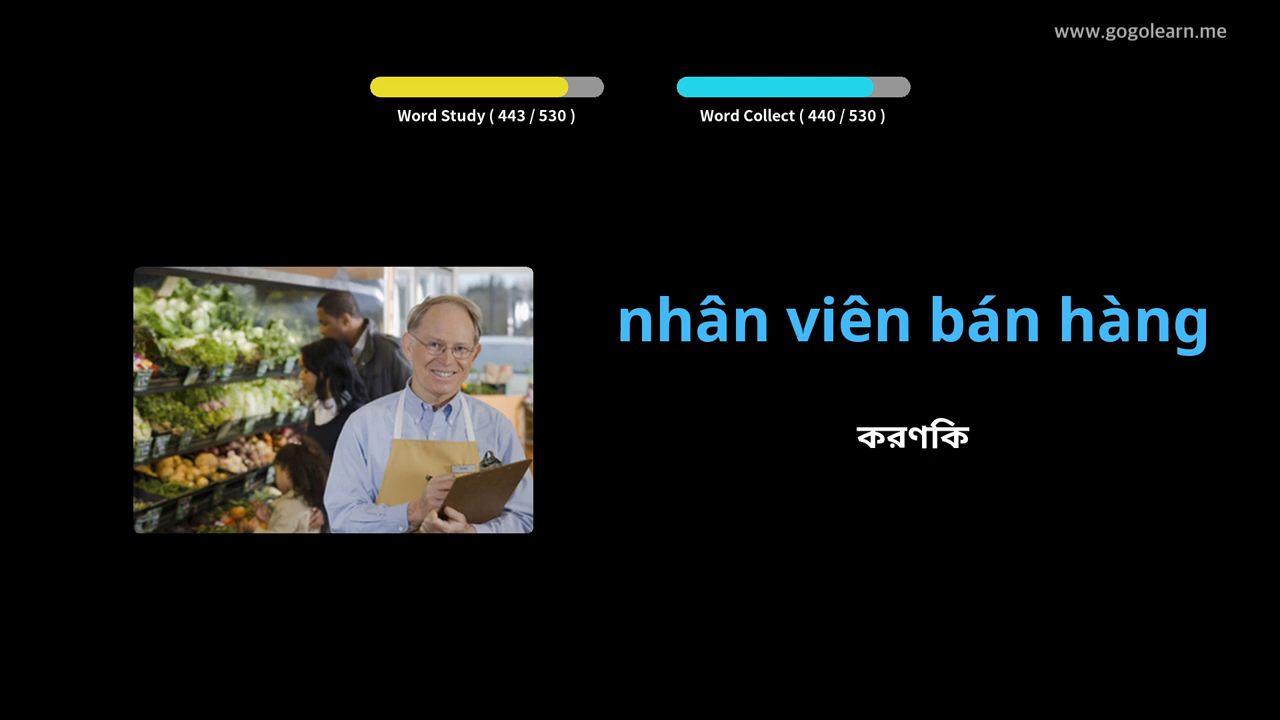 www.gogolearn.me
Word Study ( 443 / 530 )
Word Collect ( 440 / 530 )
nhân viên bán hàng
করণকি